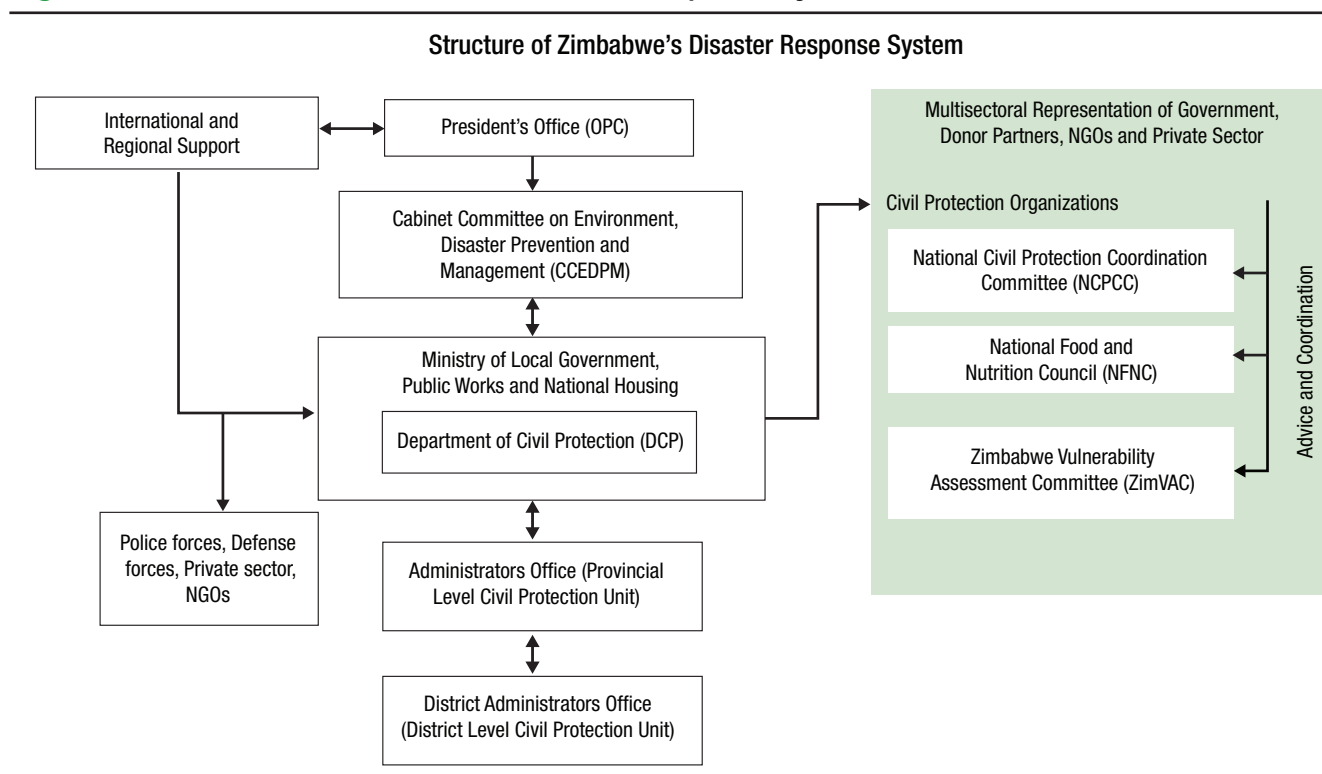 Structure of Zimbabwe's Disaster Response System
International and
Regional Support
President's Office (OPC)
Cabinet Committee on Environment,
Disaster Prevention and
Management (CCEDPM)
Ministry of Local Government,
Public Works and National Housing
Department of Civil Protection (DCP)
Police forces, Defense
forces, Private sector,
NGOs
Administrators Office (Provincial
Level Civil Protection Unit)
District Administrators Office
(District Level Civil Protection Unit)
Multisectoral Representation of Government,
Donor Partners, NGOs and Private Sector
Civil Protection Organizations
National Civil Protection Coordination
Committee (NCPCC)
National Food and
Nutrition Council (NFNC)
Zimbabwe Vulnerability
Assessment Committee (ZimVAC)
Advice and Coordination